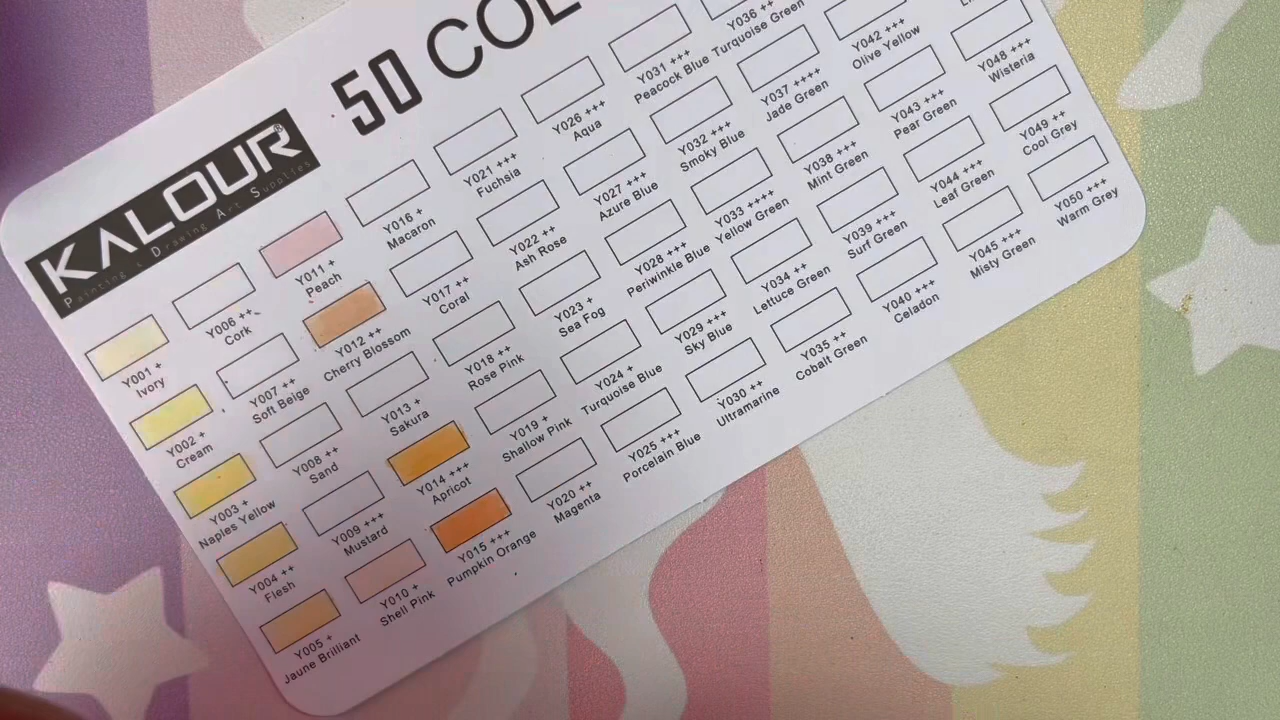 KALOUR®
Painting & Drawing Art Supplies
50 COL
Y001 +
Ivory
Y002 +
Cream
Y003 +
Naples Yellow
Y004 ++
Flesh
Y005 +
Jaune Brilliant
Y006 ++
Cork
Y007 ++
Soft Beige
Y008 ++
Sand
Y009 +++
Mustard
Y010 +
Shell Pink
Y011 +
Peach
Y012 ++
Cherry Blossom
Y013 +
Sakura
Y014 +++
Apricot
Y015 +++
Pumpkin Orange
Y016 +
Macaron
Y017 ++
Coral
Y018 ++
Rose Pink
Y019 +
Shallow Pink
Y020 ++
Magenta
Y021 +++
Fuchsia
Y022 ++
Ash Rose
Y023 +
Sea Fog
Y024 +
Turquoise Blue
Y025 +++
Porcelain Blue
Y026 +++
Aqua
Y027 +++
Azure Blue
Y028 +++
Periwinkle Blue
Y029 +++
Sky Blue
Y030 ++
Ultramarine
Y031 +++
Peacock Blue
Y032 +++
Smoky Blue
Y033 ++++
Yellow Green
Y034 ++
Lettuce Green
Y035 +++
Cobalt Green
Y036 ++
Turquoise Green
Y037 ++++
Jade Green
Y038 +++
Mint Green
Y039 +++
Surf Green
Y040 +++
Celadon
Y042 ++
Olive Yellow
Y043 +++
Pear Green
Y044 +++
Leaf Green
Y045 +++
Misty Green
Y048 +++
Wisteria
Y049 ++
Cool Grey
Y050 +++
Warm Grey